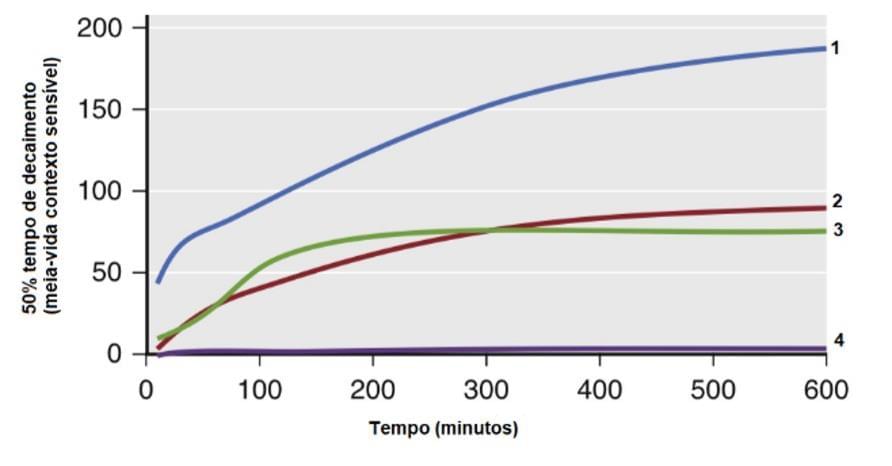 200
150
100
50
0
50% tempo de decaimento
(meia-vida contexto sensível)
1
2
3
4
0 100 200 300 400 500 600
Tempo (minutos)